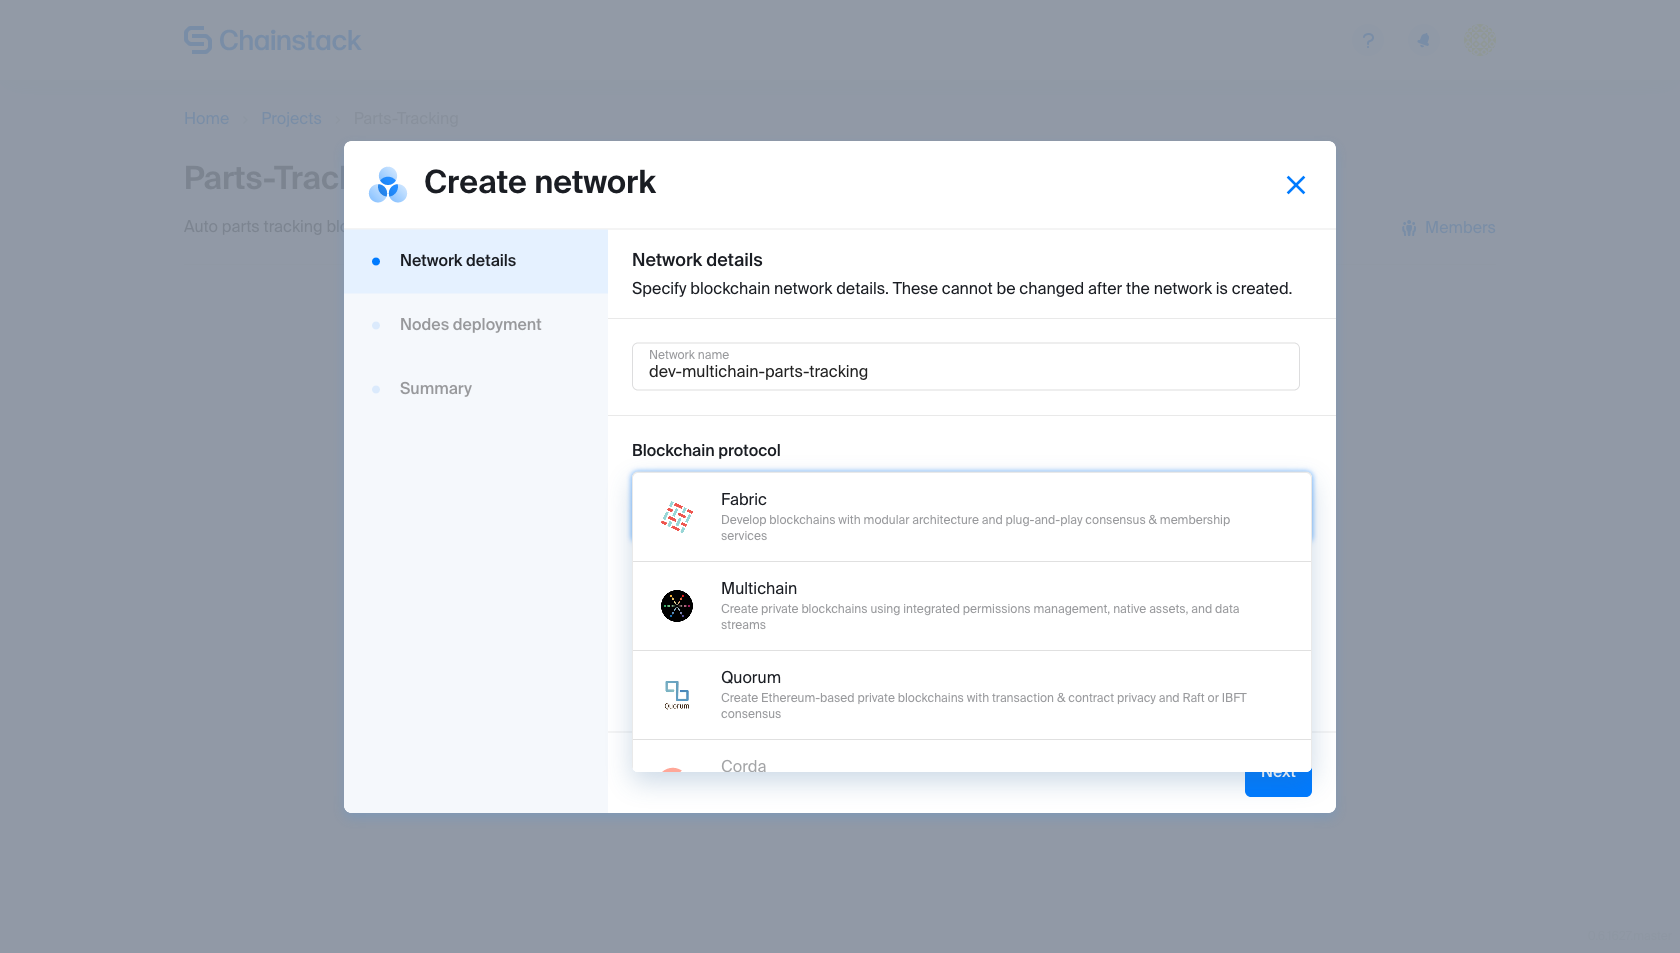 Chainstack
?
Home Projects Parts-Tracking
Parts-Trac
Auto parts tracking blo
Members
Create network
Network details
Nodes deployment
Summary
Network details
Specify blockchain network details. These cannot be changed after the network is created.
Network name
dev-multichain-parts-tracking
Blockchain protocol
Fabric
Develop blockchains with modular architecture and plug-and-play consensus & membership
services
Multichain
Create private blockchains using integrated permissions management, native assets, and data
streams
Quorum
Quorum
Create Ethereum-based private blockchains with transaction & contract privacy and Raft or IBFT
consensus
Corda
Next